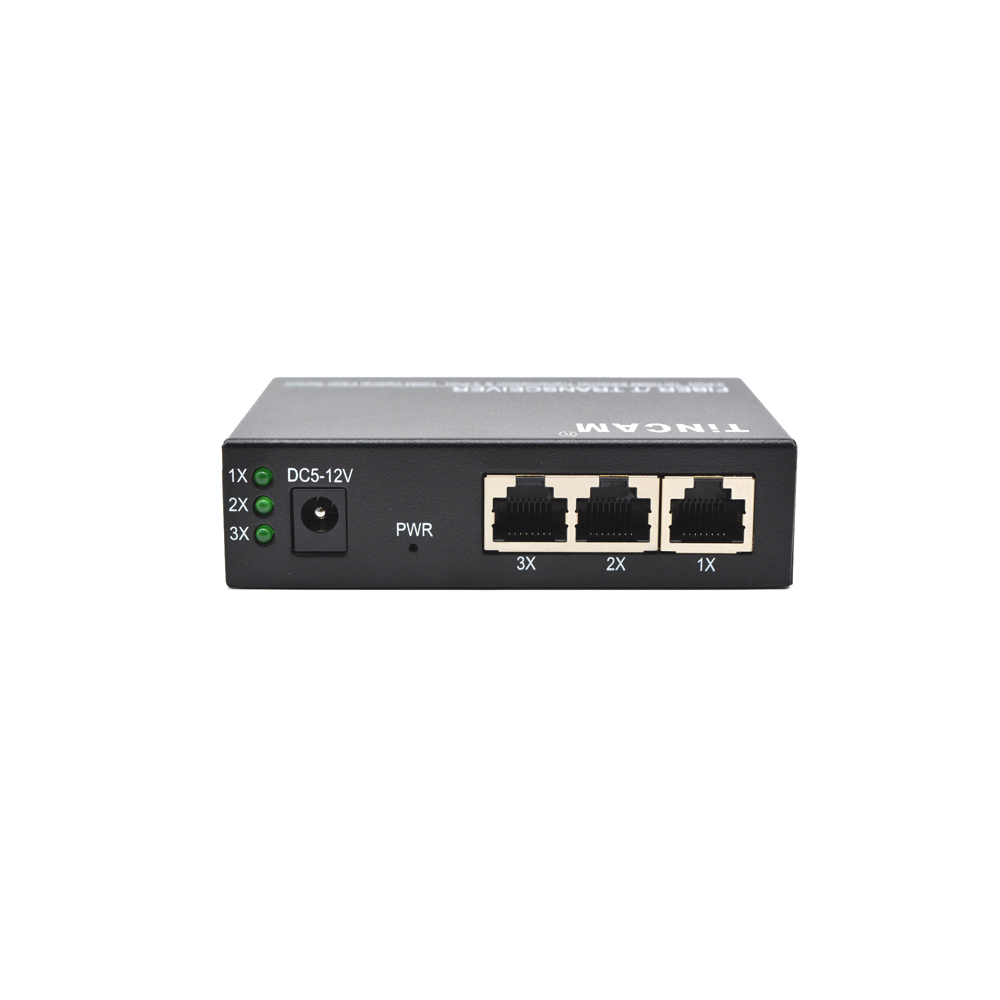 FIBER /T TRANSCEIVER
TiNCAM®
1X
DC5-12V
2X
3X
PWR
3X
2X
1X